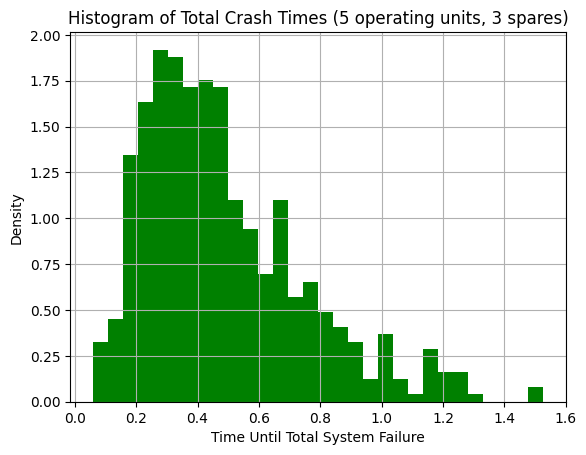 Histogram of Total Crash Times (5 operating units, 3 spares)
2.00
1.75
1.50
1.25
1.00
0.75
0.50
0.25
0.00
Density
0.0 0.2 0.4 0.6 0.8 1.0 1.2 1.4 1.6
Time Until Total System Failure